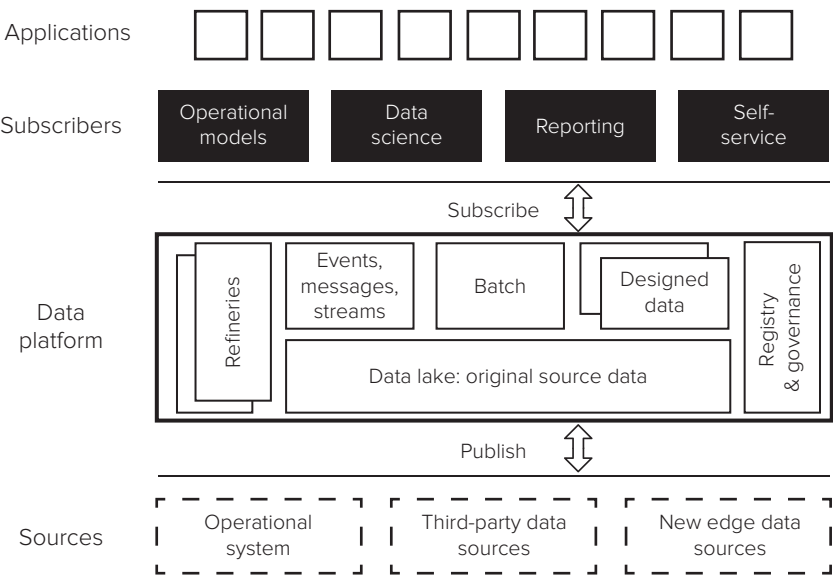 Applications
Subscribers
Operational
models
Data
science
Reporting
Self-
service
Subscribe
Data
platform
Refineries
Events,
messages,
streams
Batch
Designed
data
Registry
& governance
Data lake: original source data
Publish
Sources
Operational
system
Third-party data
sources
New edge data
sources